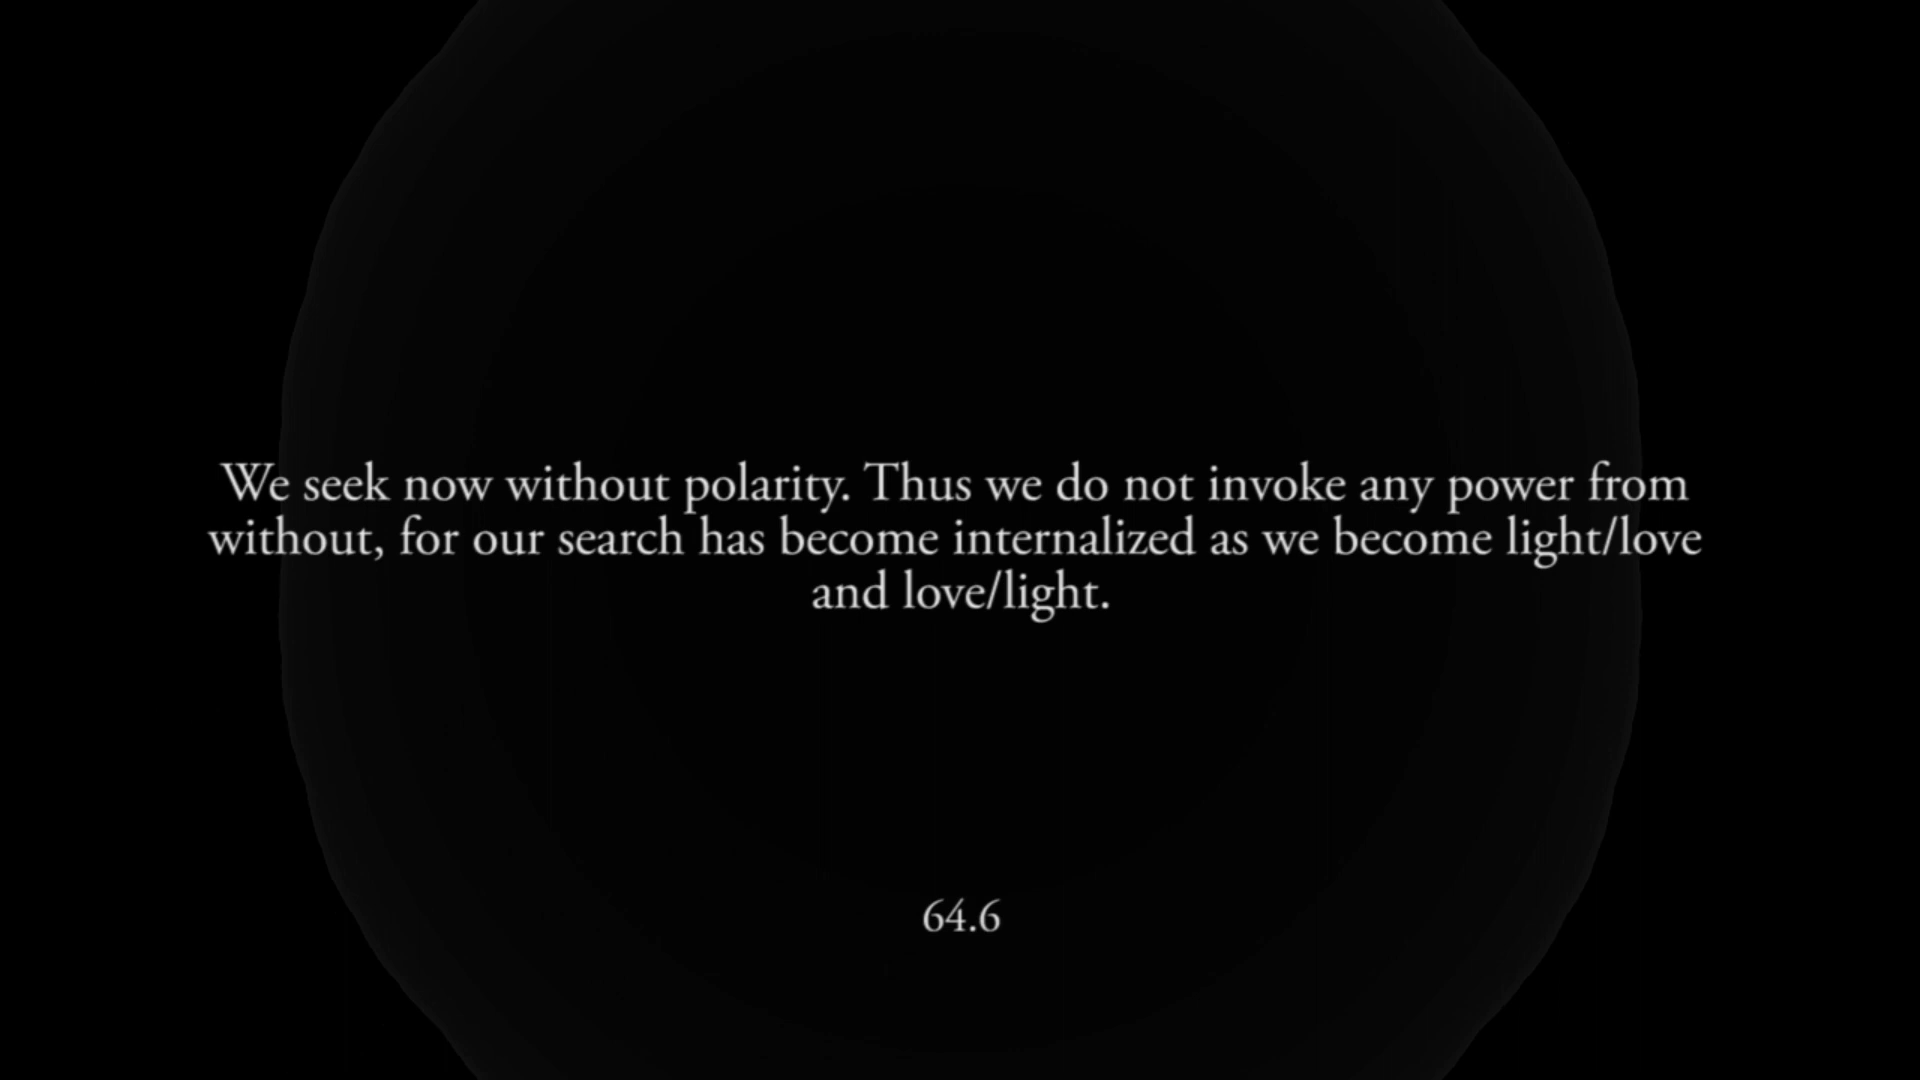 We seek now without polarity. Thus we do not invoke any power from
without, for our search has become internalized as we become light/love
and love/light.
64.6